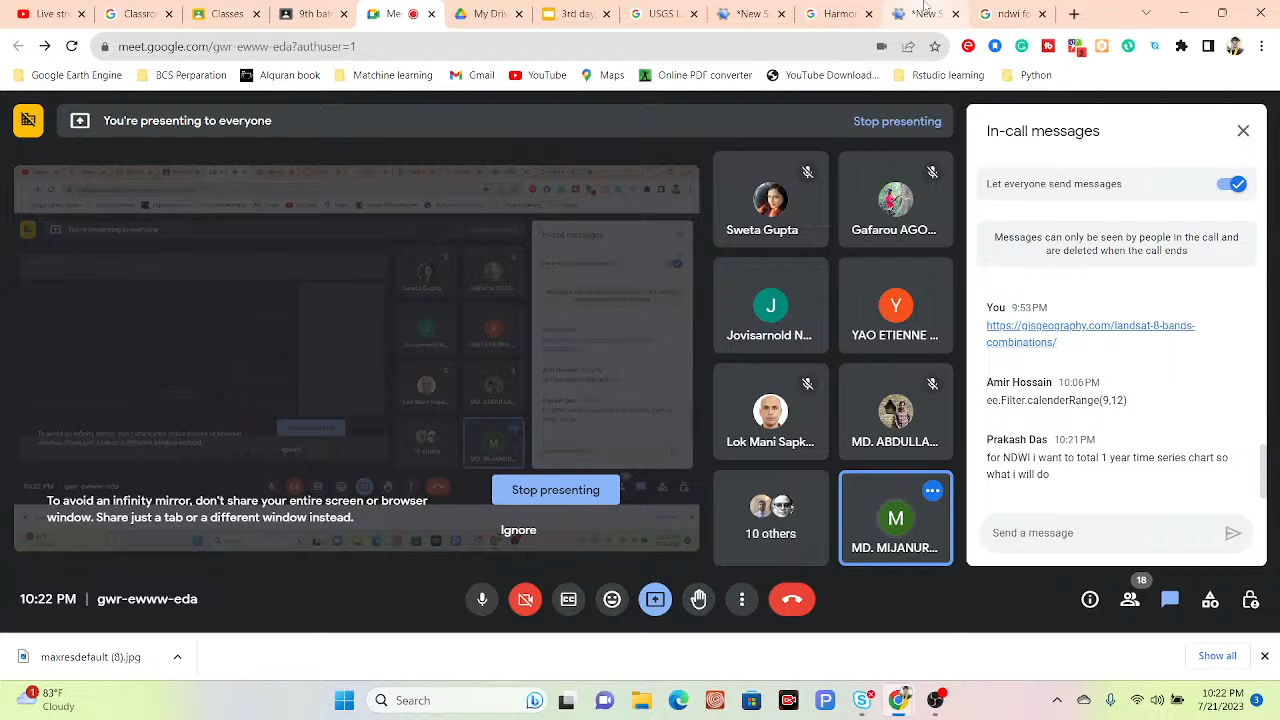 Live stre
Classro
Classes
9th bate
Me
My Driv
3rd day.
USGS L
*New S
Harmor
*New S
ndwi fo
meet.google.com/gwr-ewww-eda?authuser=1
Google Earth Engine
BCS Perparation
Alquran book
Matchine learning
Gmail
YouTube
Maps
Online PDF converter
YouTube Download...
Rstudio learning
Python
You're presenting to everyone
Stop presenting
In-call messages
Let everyone send messages
Messages can only be seen by people in the call and
are deleted when the call ends
You 9:53 PM
https://gisgeography.com/landsat-8-bands-
combinations/
Amir Hossain 10:06 PM
ee.Filter.calenderRange(9,12)
Prakash Das 10:21 PM
for NDWI i want to total 1 year time series chart so
what i will do
Send a message
Sweta Gupta
Gafarou AGO...
J
Jovisarnold N...
Y
YAO ETIENNE ...
Lok Mani Sapk...
MD. ABDULLA...
10 others
M
MD. MIJANUR...
To avoid an infinity mirror, don't share your entire screen or browser
window. Share just a tab or a different window instead.
Stop presenting
Ignore
10:22 PM | gwr-ewww-eda
18
maxresdefault (8).jpg
Show all
1
83°F
Cloudy
Search
10:22 PM
7/21/2023
3